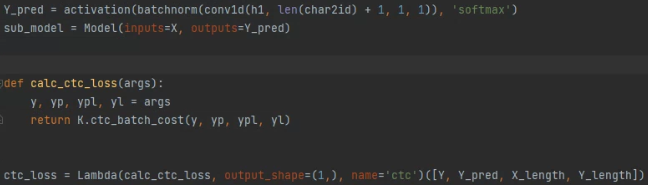 Y_pred = activation(batchnorm(conv1d(h1, len(char2id) + 1, 1, 1)), 'softmax')
sub_model = Model(inputs=X, outputs=Y_pred)
def calc_ctc_loss(args):
y, yp, ypl, yl = args
return K.ctc_batch_cost(y, yp, ypl, yl)
ctc_loss = Lambda(calc_ctc_loss, output_shape=(1,), name='ctc')([Y, Y_pred, X_length, Y_length])